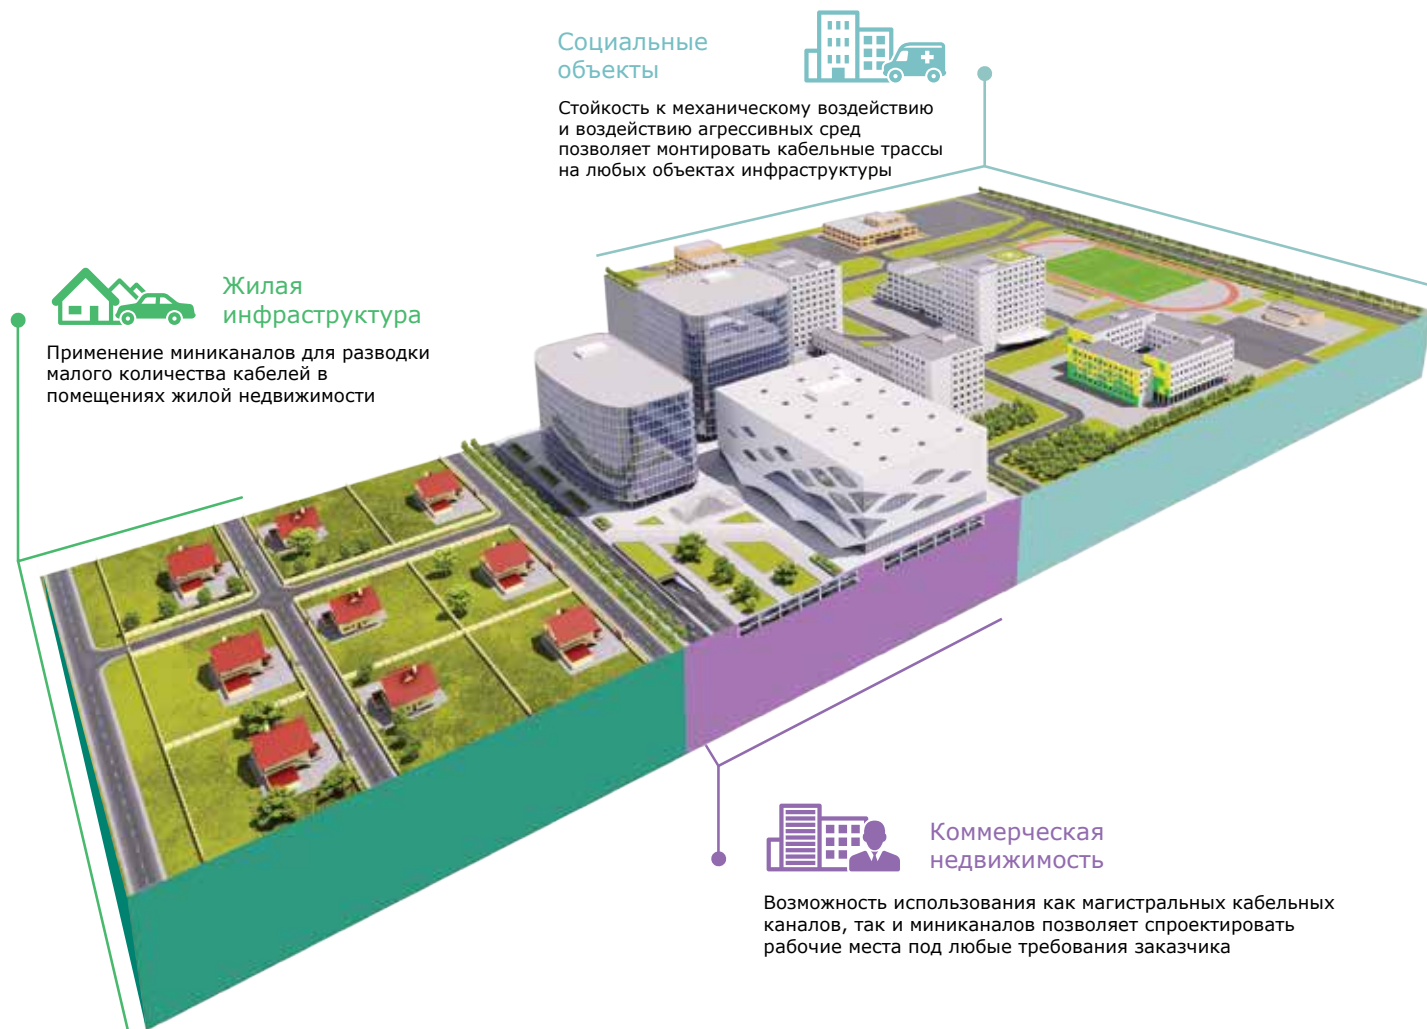 Социальные
объекты
Стойкость к механическому воздействию
и воздействию агрессивных сред
позволяет монтировать кабельные трассы
на любых объектах инфраструктуры
Жилая
инфраструктура
Применение миниканалов для разводки
малого количества кабелей в
помещениях жилой недвижимости
Коммерческая
недвижимость
Возможность использования как магистральных кабельных
каналов, так и миниканалов позволяет спроектировать
рабочие места под любые требования заказчика